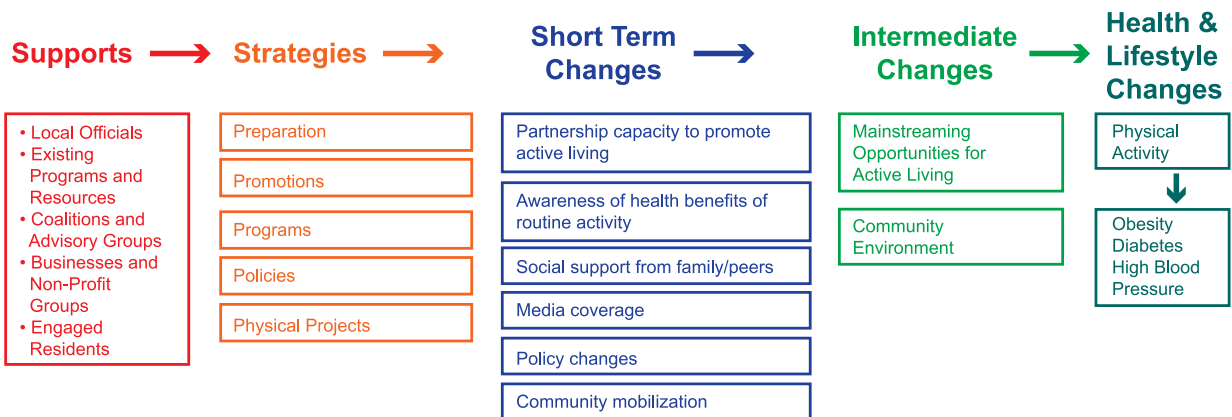 Supports
Strategies
Short Term
Changes
Intermediate
Changes
Health &
Lifestyle
Changes
• Local Officials
• Existing
Programs and
Resources
• Coalitions and
Advisory Groups
• Businesses and
Non-Profit
Groups
• Engaged
Residents
Preparation
Promotions
Programs
Policies
Physical Projects
Partnership capacity to promote
active living
Awareness of health benefits of
routine activity
Social support from family/peers
Media coverage
Policy changes
Community mobilization
Mainstreaming
Opportunities for
Active Living
Community
Environment
Physical
Activity
Obesity
Diabetes
High Blood
Pressure